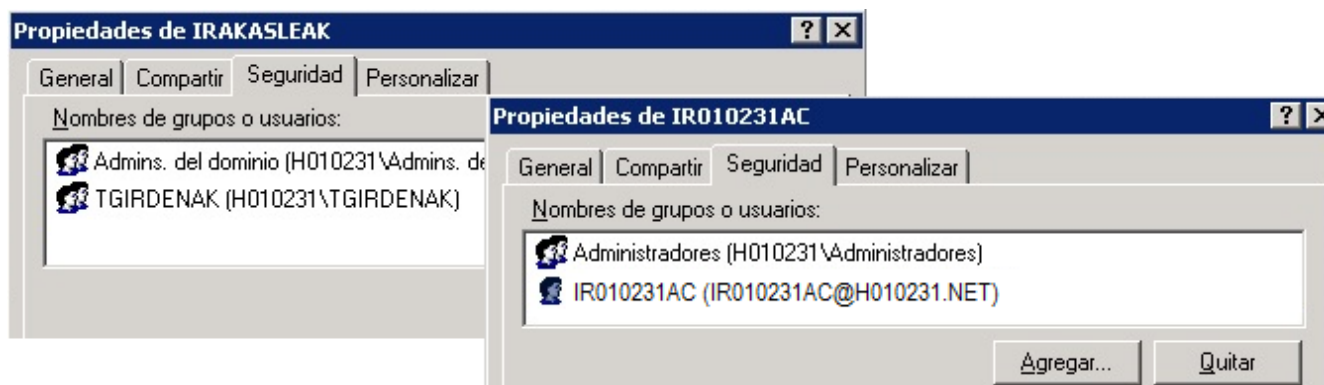 Propiedades de IRAKASLEAK
General Compartir Seguridad Personalizar
Nombres de grupos o usuarios:
Admins. del dominio (H010231\Admins. de
TGIRDENAK (H010231\TGIRDENAK)
Propiedades de IR010231AC
General Compartir Seguridad Personalizar
Nombres de grupos o usuarios:
Administradores (H010231\Administradores)
IR010231AC (IR010231AC@H010231.NET)
Agregar... Quitar